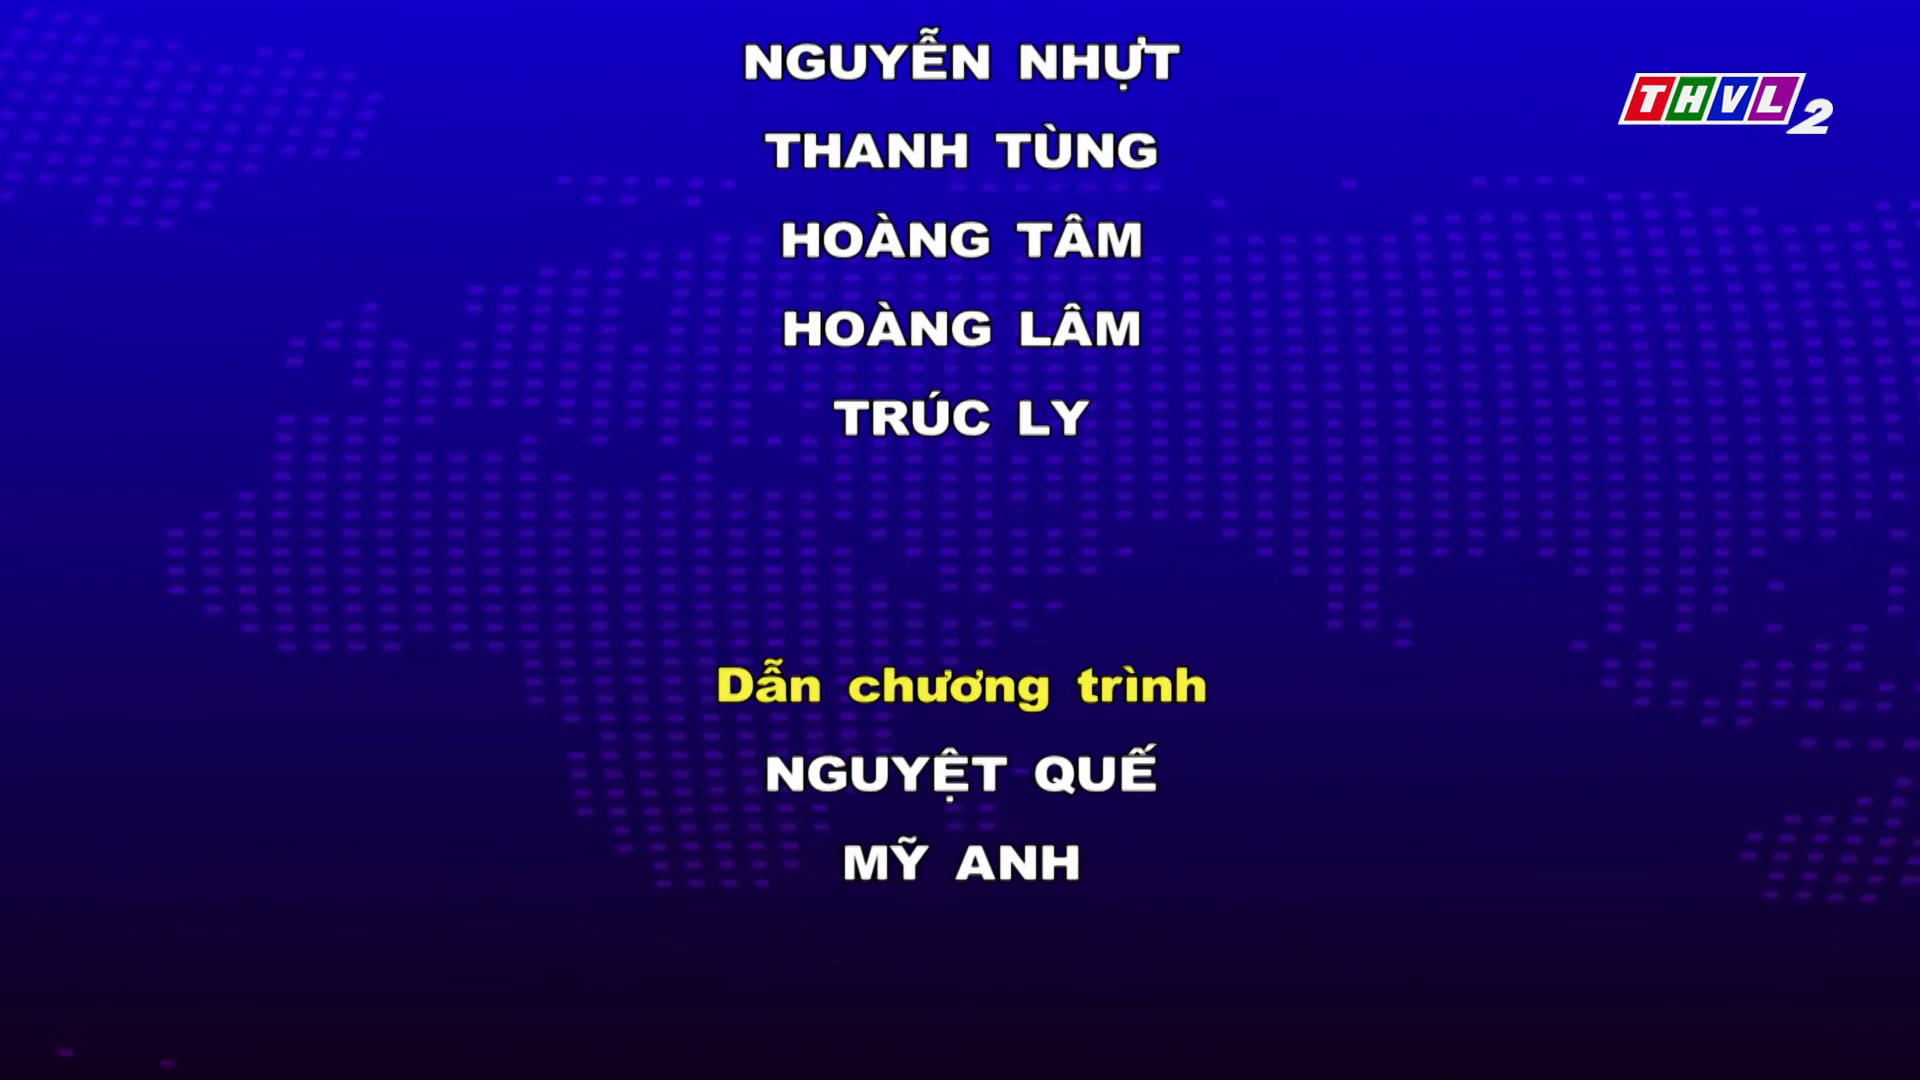 NGUYỄN NHỰT
THVL2
THANH TÙNG
HOÀNG TÂM
HOÀNG LÂM
TRÚC LY
Dẫn chương trình
NGUYỆT QUẾ
MỸ ANH